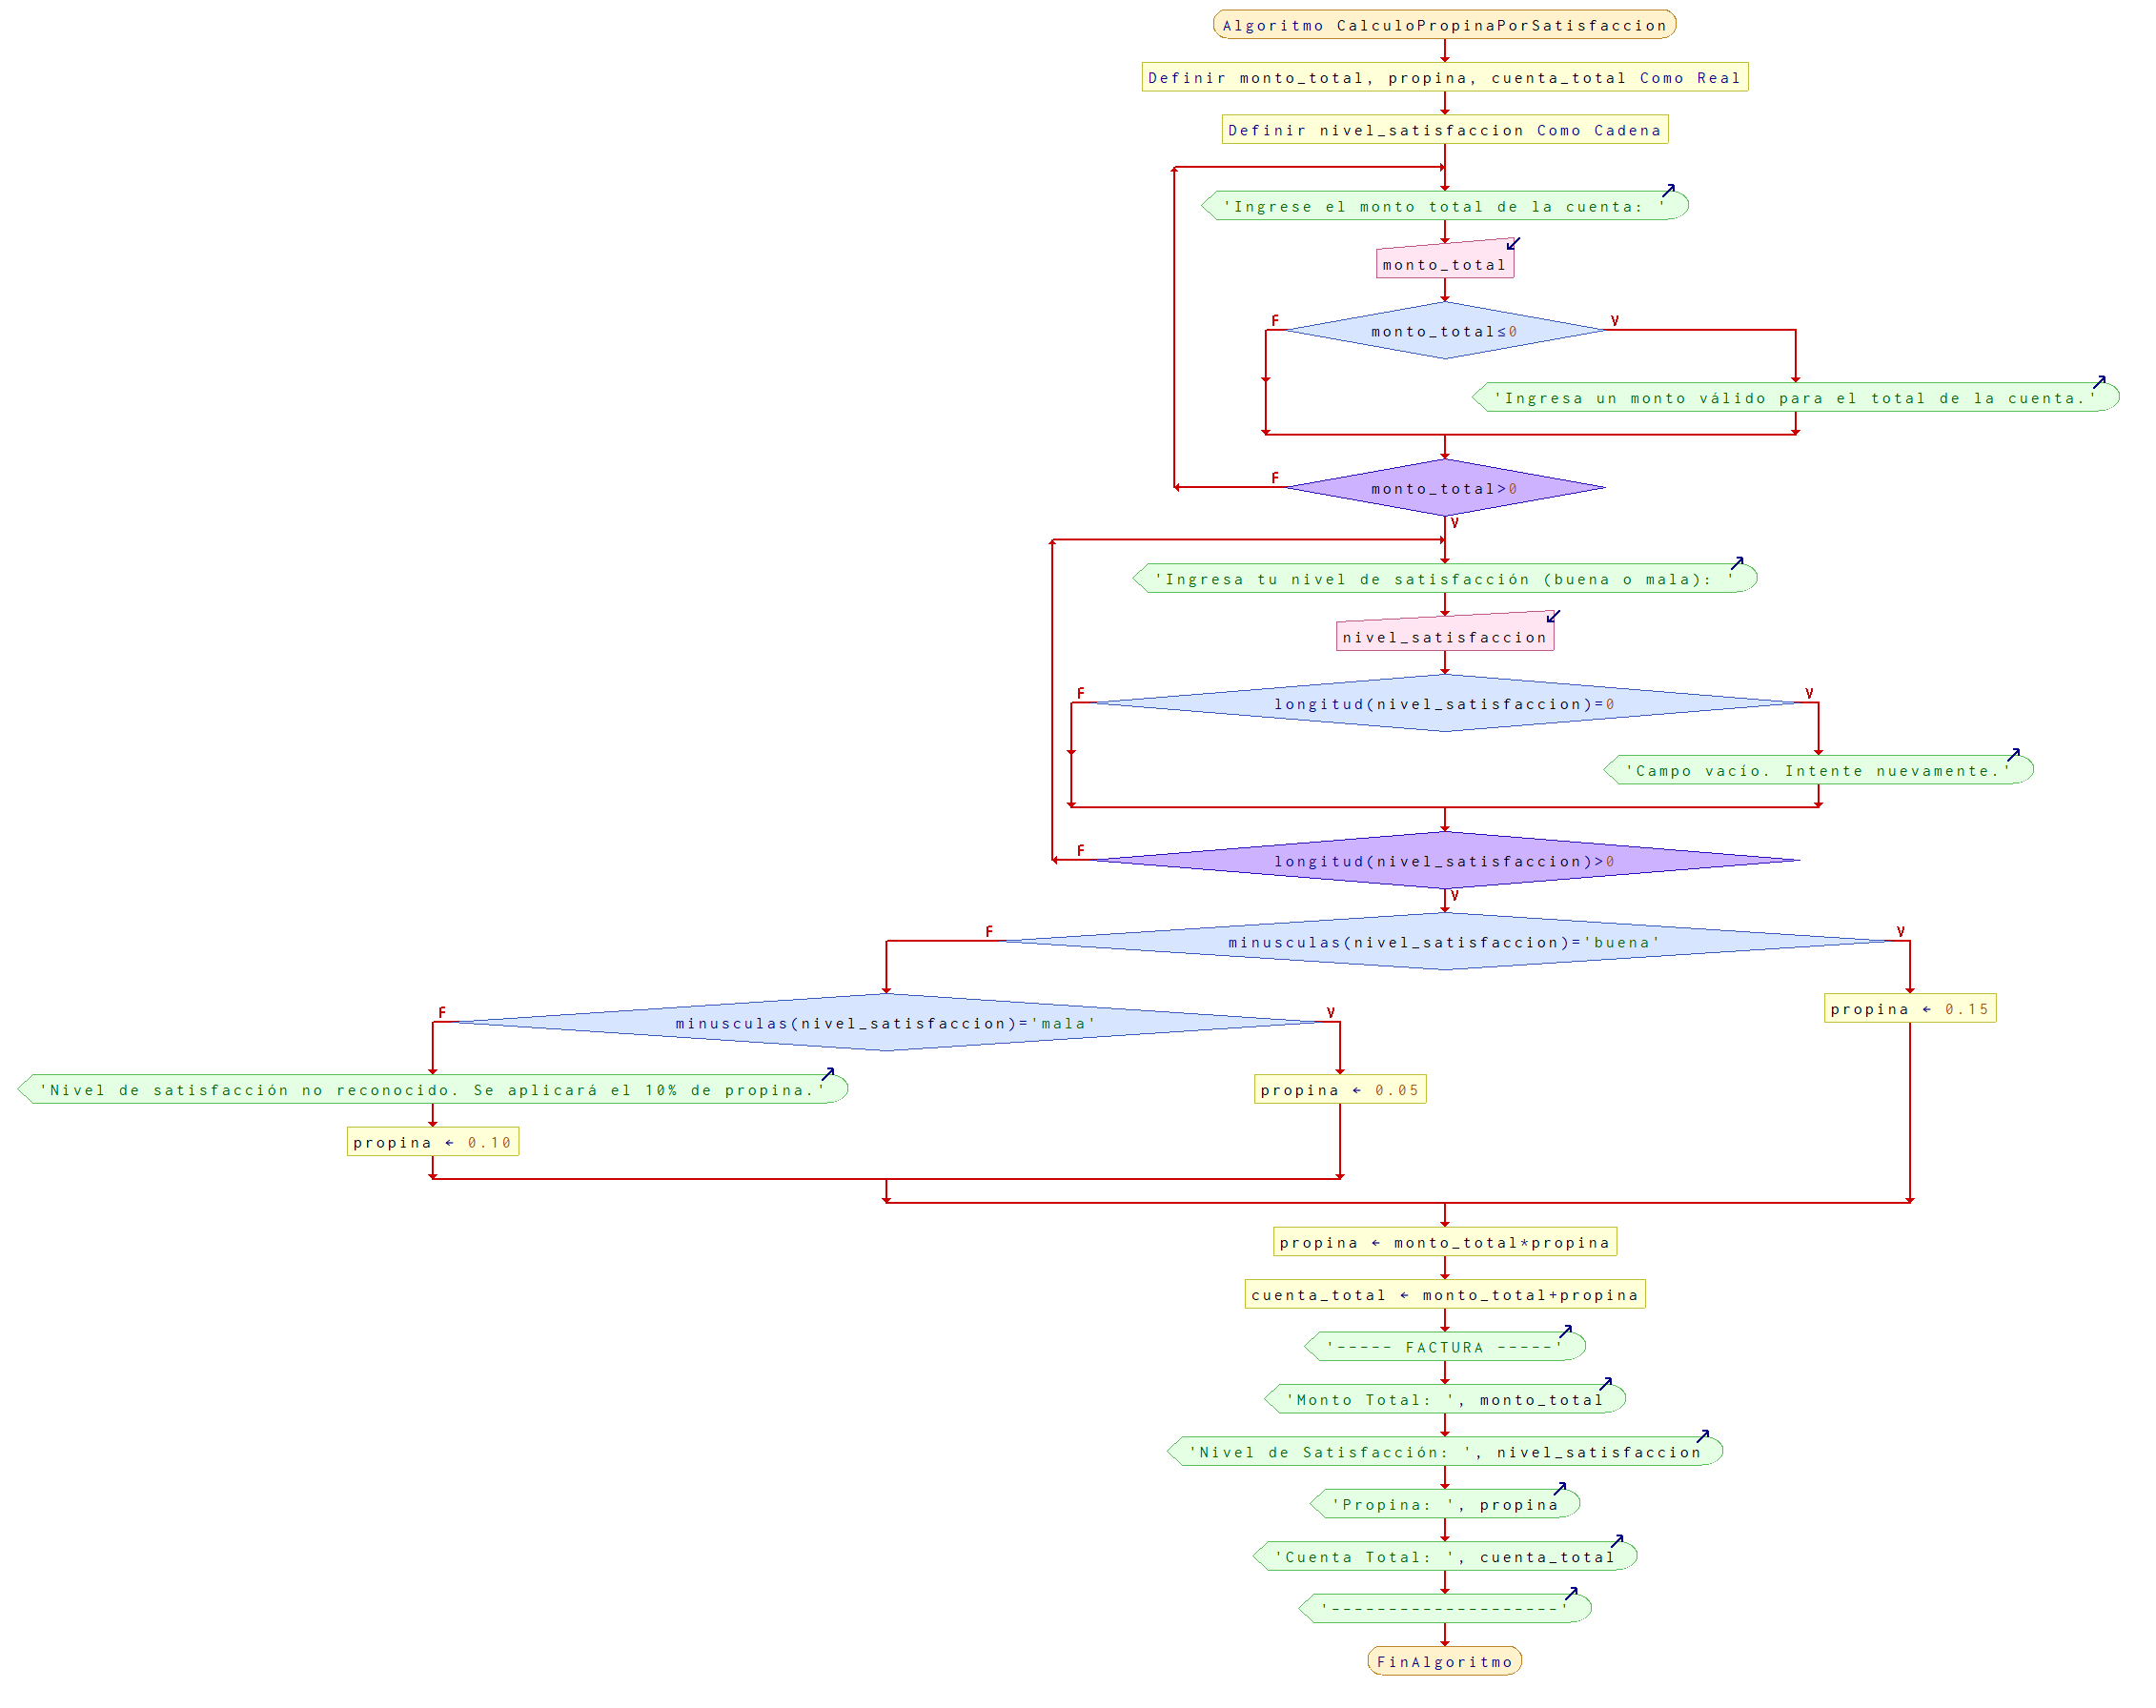 Algoritmo CalculoPropinaPorSatisfaccion
Definir monto_total, propina, cuenta_total Como Real
Definir nivel_satisfaccion Como Cadena
'Ingrese el monto total de la cuenta: '
monto_total
F
monto_total≤0
V
'Ingresa un monto válido para el total de la cuenta.'
F
monto_total>0
V
'Ingresa tu nivel de satisfacción (buena o mala): '
nivel_satisfaccion
F
longitud(nivel_satisfaccion)=0
V
'Campo vacío. Intente nuevamente.'
F
longitud(nivel_satisfaccion)>0
V
F
minusculas(nivel_satisfaccion)='buena'
V
F
minusculas(nivel_satisfaccion)='mala'
V
propina ← 0.15
'Nivel de satisfacción no reconocido. Se aplicará el 10% de propina.'
propina ← 0.05
propina ← 0.10
propina ← monto_total*propina
cuenta_total ← monto_total+propina
'----- FACTURA -----'
'Monto Total: ', monto_total
'Nivel de Satisfacción: ', nivel_satisfaccion
'Propina: ', propina
'Cuenta Total: ', cuenta_total
'--------------------'
FinAlgoritmo